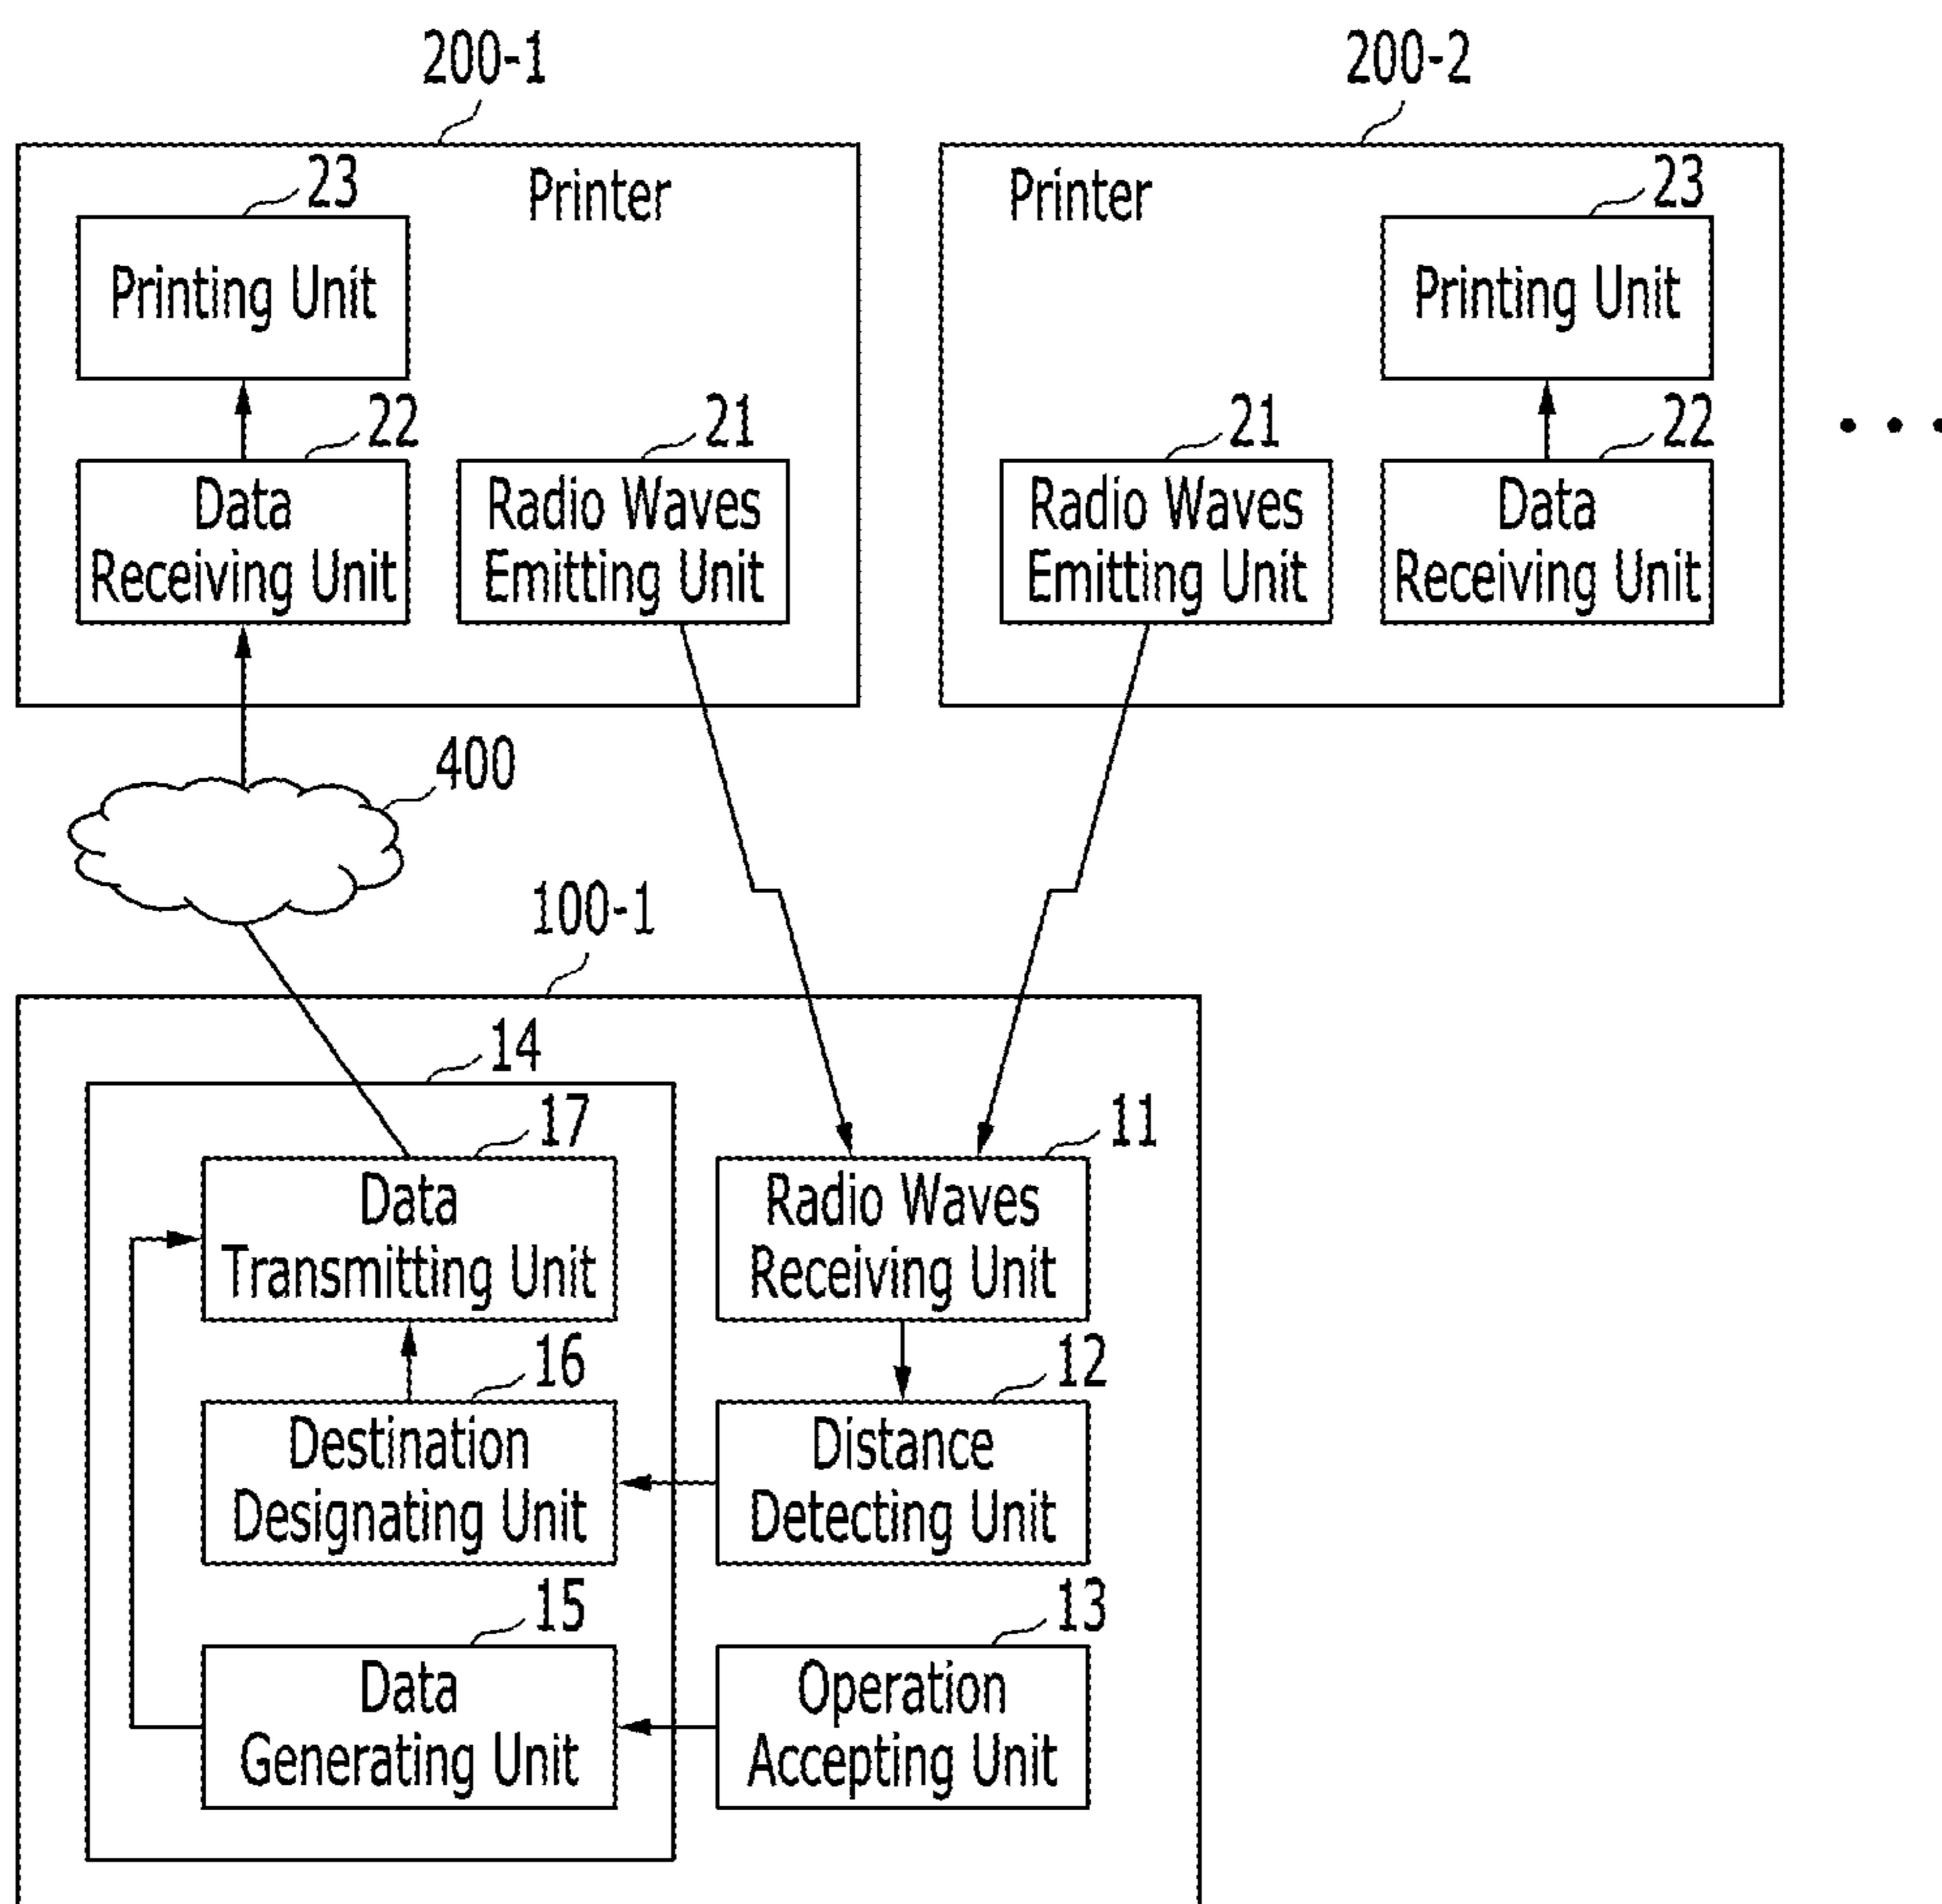 200-1
200-2
Printer
23
Printing Unit
22
Data
Receiving Unit
21
Radio Waves
Emitting Unit
Printer
23
Printing Unit
21
Radio Waves
Emitting Unit
22
Data
Receiving Unit
. . .
400
100-1
14
17
Data
Transmitting Unit
11
Radio Waves
Receiving Unit
16
Destination
Designating Unit
12
Distance
Detecting Unit
15
Data
Generating Unit
13
Operation
Accepting Unit